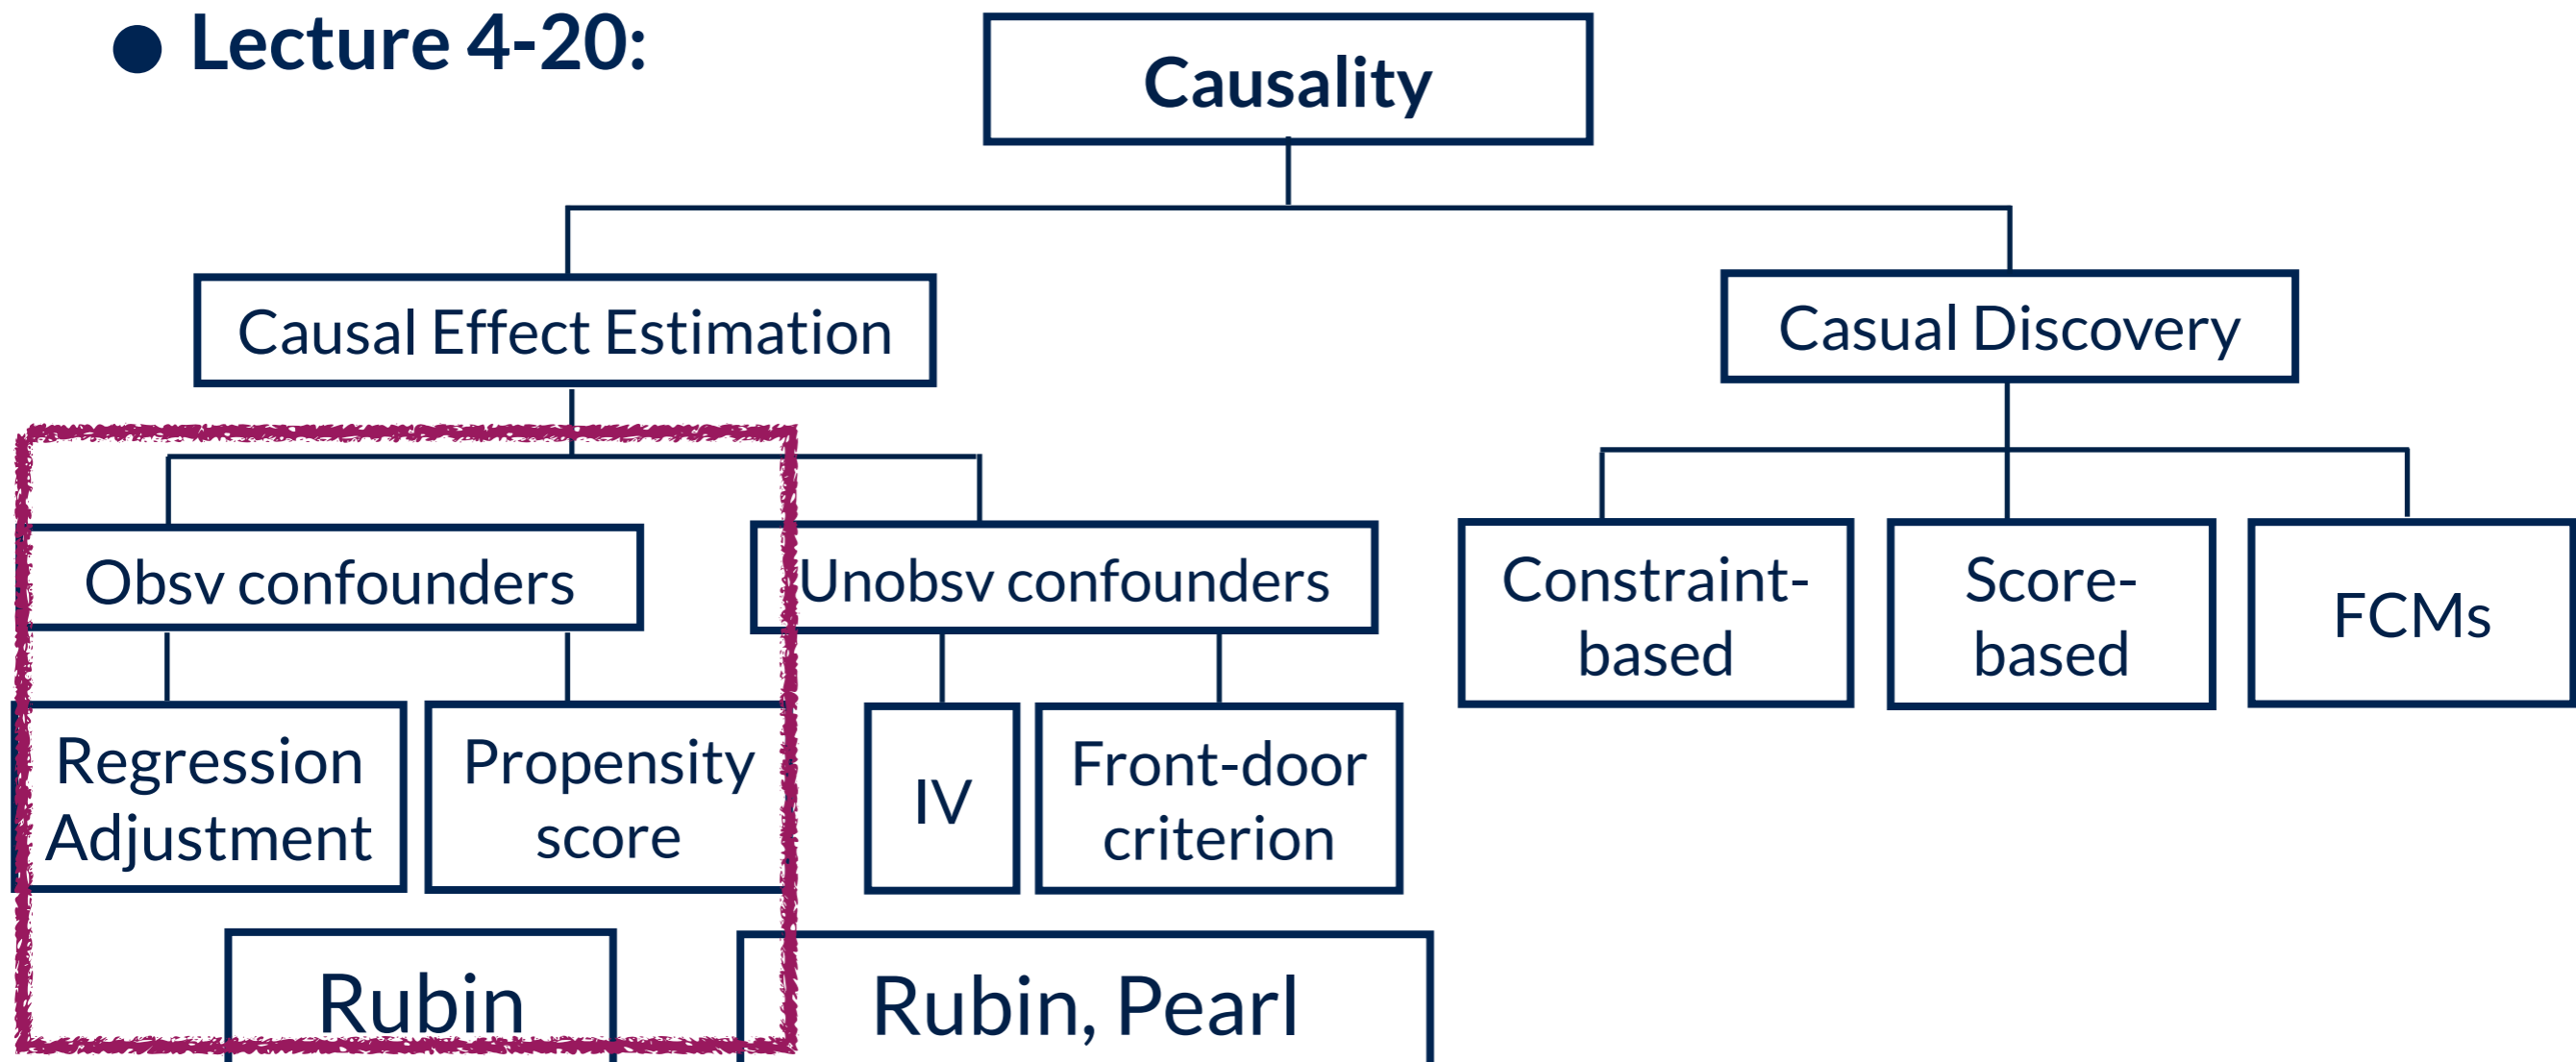 ● Lecture 4-20:
Causality
Causal Effect Estimation
Casual Discovery
Obsv confounders
Unobsv confounders
Constraint-
based
Score-
based
FCMs
Regression
Adjustment
Propensity
score
IV
Front-door
criterion
Rubin
Rubin, Pearl